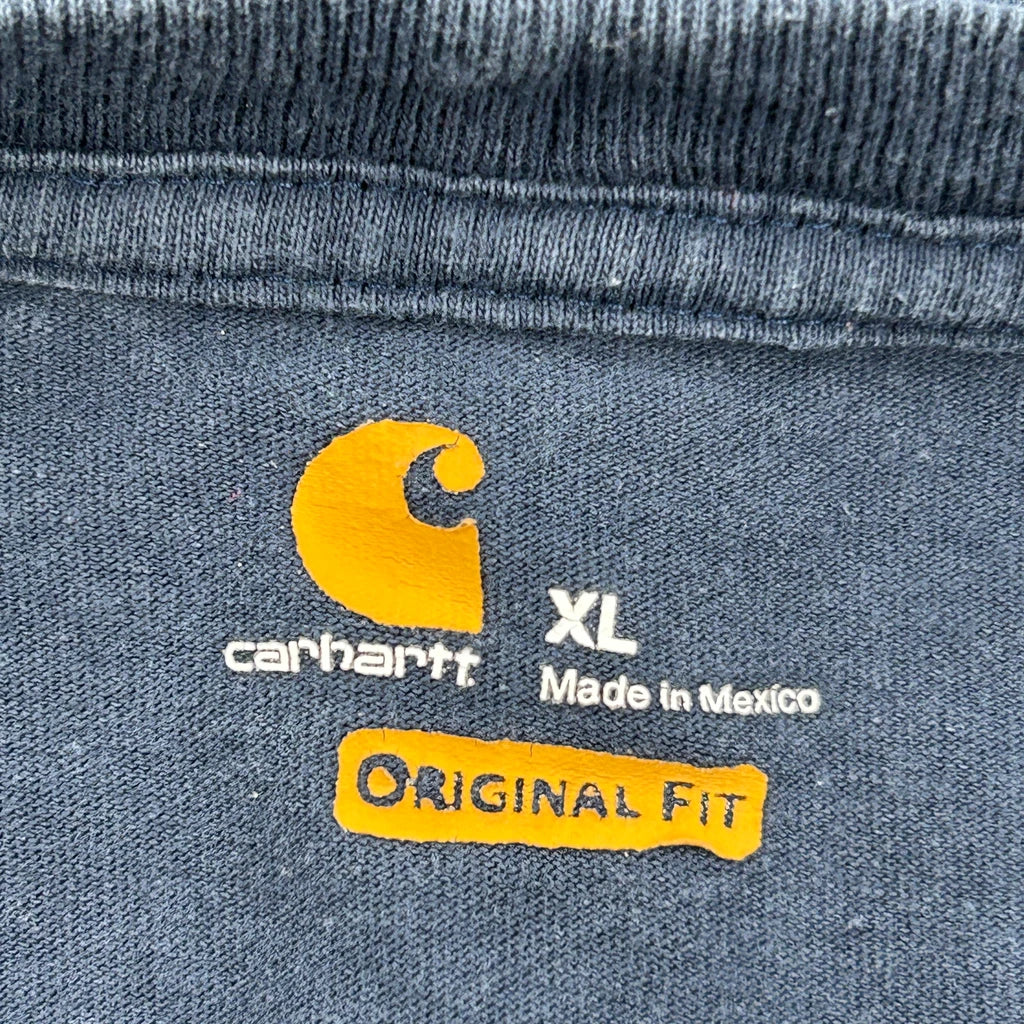 carhartt
XL
Made in Mexico
ORIGINAL FIT